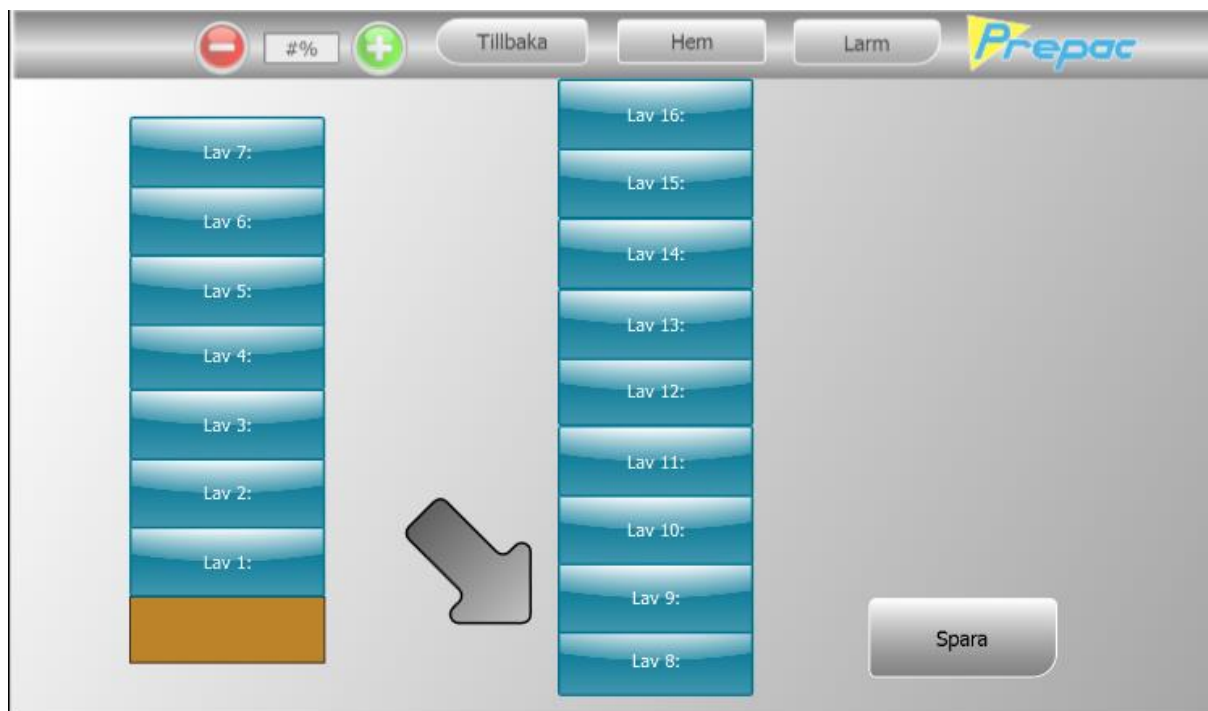 #%
Tillbaka
Hem
Larm
Prepac
Lav 7:
Lav 6:
Lav 5:
Lav 4:
Lav 3:
Lav 2:
Lav 1:
Lav 16:
Lav 15:
Lav 14:
Lav 13:
Lav 12:
Lav 11:
Lav 10:
Lav 9:
Lav 8:
Spara